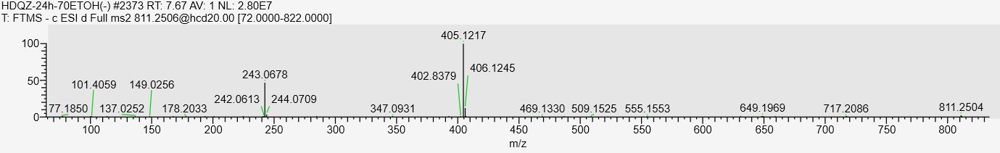 HDQZ-24h-70ETOH(-) #2373 RT: 7.67 AV: 1 NL: 2.80E7
T: FTMS - c ESI d Full ms2 811.2506@hcd20.00 [72.0000-822.0000]
405.1217
100
243.0678 402.8379 406.1245
101.4059 149.0256
50
242.0613 244.0709
77.1850 137.0252 178.2033 347.0931 469.1330 509.1525 555.1553 649.1969 717.2086 811.2504
0
100 150 200 250 300 350 400 450 500 550 600 650 700 750 800
m/z